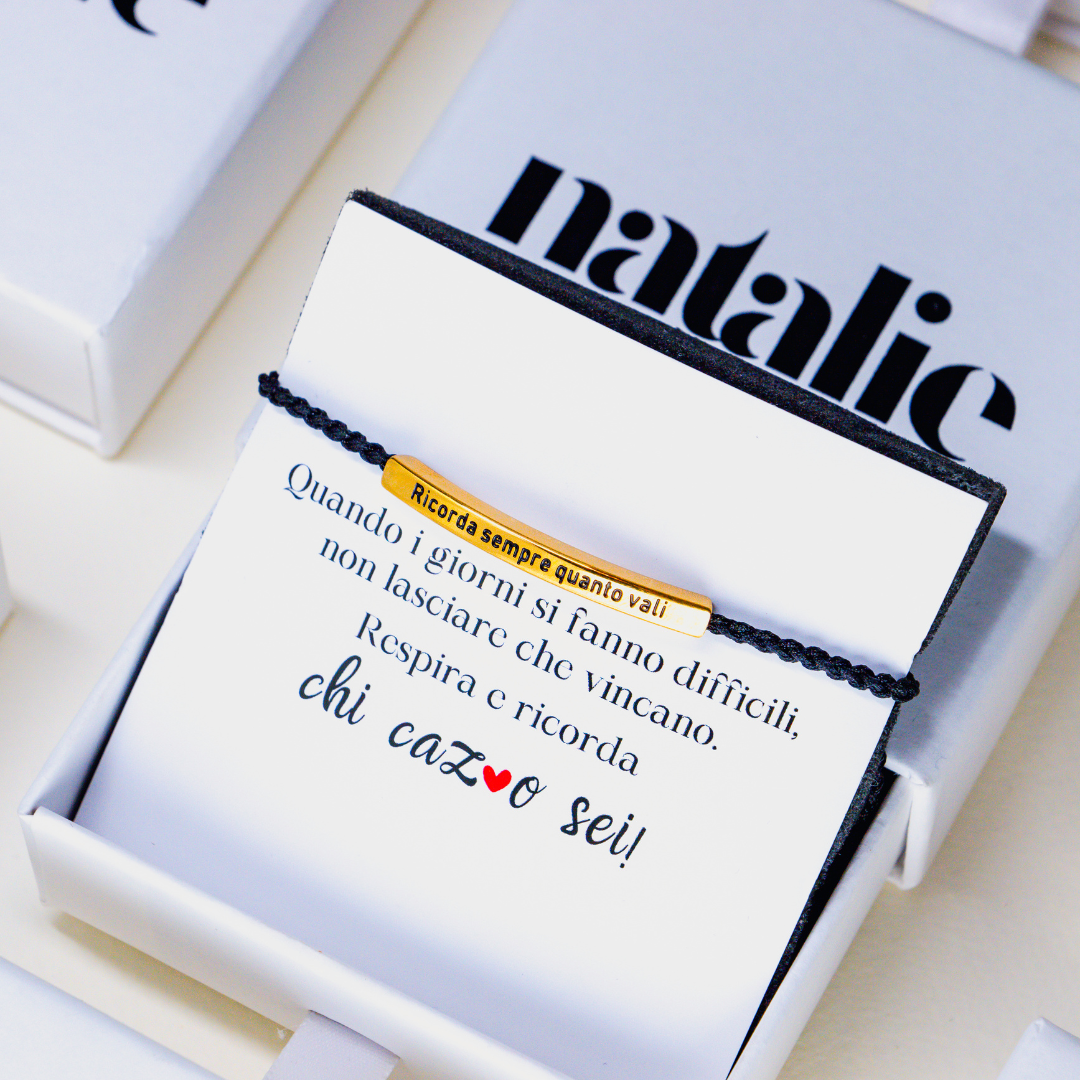 natalie
Ricorda sempre quanto vali
Quando i giorni si fanno difficili,
non lasciare che vincano.
Respira e ricorda
chi caz❤o sei!